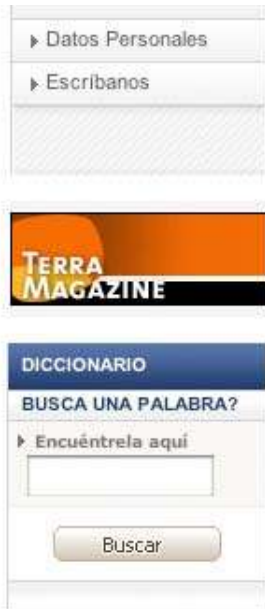 Datos Personales
Escríbanos
TERRA
MAGAZINE
DICCIONARIO
BUSCA UNA PALABRA?
Encuéntrela aquí
Buscar